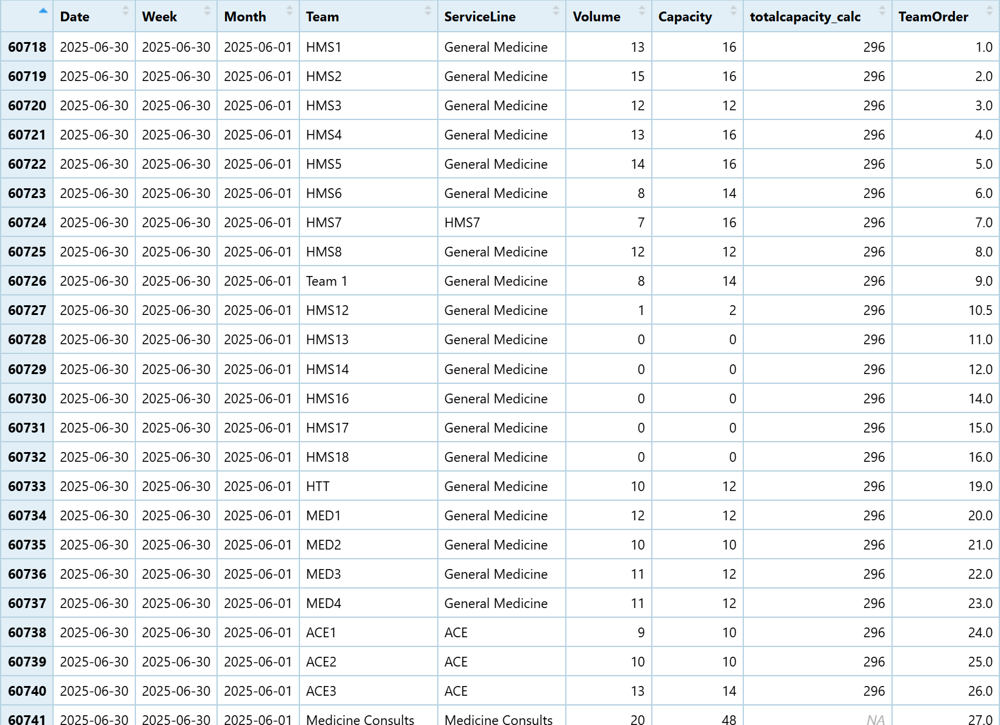 Date Week Month Team ServiceLine Volume Capacity totalcapacity_calc TeamOrder
60718 2025-06-30 2025-06-30 2025-06-01 HMS1 General Medicine 13 16 296 1.0
60719 2025-06-30 2025-06-30 2025-06-01 HMS2 General Medicine 15 16 296 2.0
60720 2025-06-30 2025-06-30 2025-06-01 HMS3 General Medicine 12 12 296 3.0
60721 2025-06-30 2025-06-30 2025-06-01 HMS4 General Medicine 13 16 296 4.0
60722 2025-06-30 2025-06-30 2025-06-01 HMS5 General Medicine 14 16 296 5.0
60723 2025-06-30 2025-06-30 2025-06-01 HMS6 General Medicine 8 14 296 6.0
60724 2025-06-30 2025-06-30 2025-06-01 HMS7 HMS7 7 16 296 7.0
60725 2025-06-30 2025-06-30 2025-06-01 HMS8 General Medicine 12 12 296 8.0
60726 2025-06-30 2025-06-30 2025-06-01 Team 1 General Medicine 8 14 296 9.0
60727 2025-06-30 2025-06-30 2025-06-01 HMS12 General Medicine 1 2 296 10.5
60728 2025-06-30 2025-06-30 2025-06-01 HMS13 General Medicine 0 0 296 11.0
60729 2025-06-30 2025-06-30 2025-06-01 HMS14 General Medicine 0 0 296 12.0
60730 2025-06-30 2025-06-30 2025-06-01 HMS16 General Medicine 0 0 296 14.0
60731 2025-06-30 2025-06-30 2025-06-01 HMS17 General Medicine 0 0 296 15.0
60732 2025-06-30 2025-06-30 2025-06-01 HMS18 General Medicine 0 0 296 16.0
60733 2025-06-30 2025-06-30 2025-06-01 HTT General Medicine 10 12 296 19.0
60734 2025-06-30 2025-06-30 2025-06-01 MED1 General Medicine 12 12 296 20.0
60735 2025-06-30 2025-06-30 2025-06-01 MED2 General Medicine 10 10 296 21.0
60736 2025-06-30 2025-06-30 2025-06-01 MED3 General Medicine 11 12 296 22.0
60737 2025-06-30 2025-06-30 2025-06-01 MED4 General Medicine 11 12 296 23.0
60738 2025-06-30 2025-06-30 2025-06-01 ACE1 ACE 9 10 296 24.0
60739 2025-06-30 2025-06-30 2025-06-01 ACE2 ACE 10 10 296 25.0
60740 2025-06-30 2025-06-30 2025-06-01 ACE3 ACE 13 14 296 26.0
60741 2025-06-30 2025-06-30 2025-06-01 Medicine Consults Medicine Consults 20 48 NA 27.0